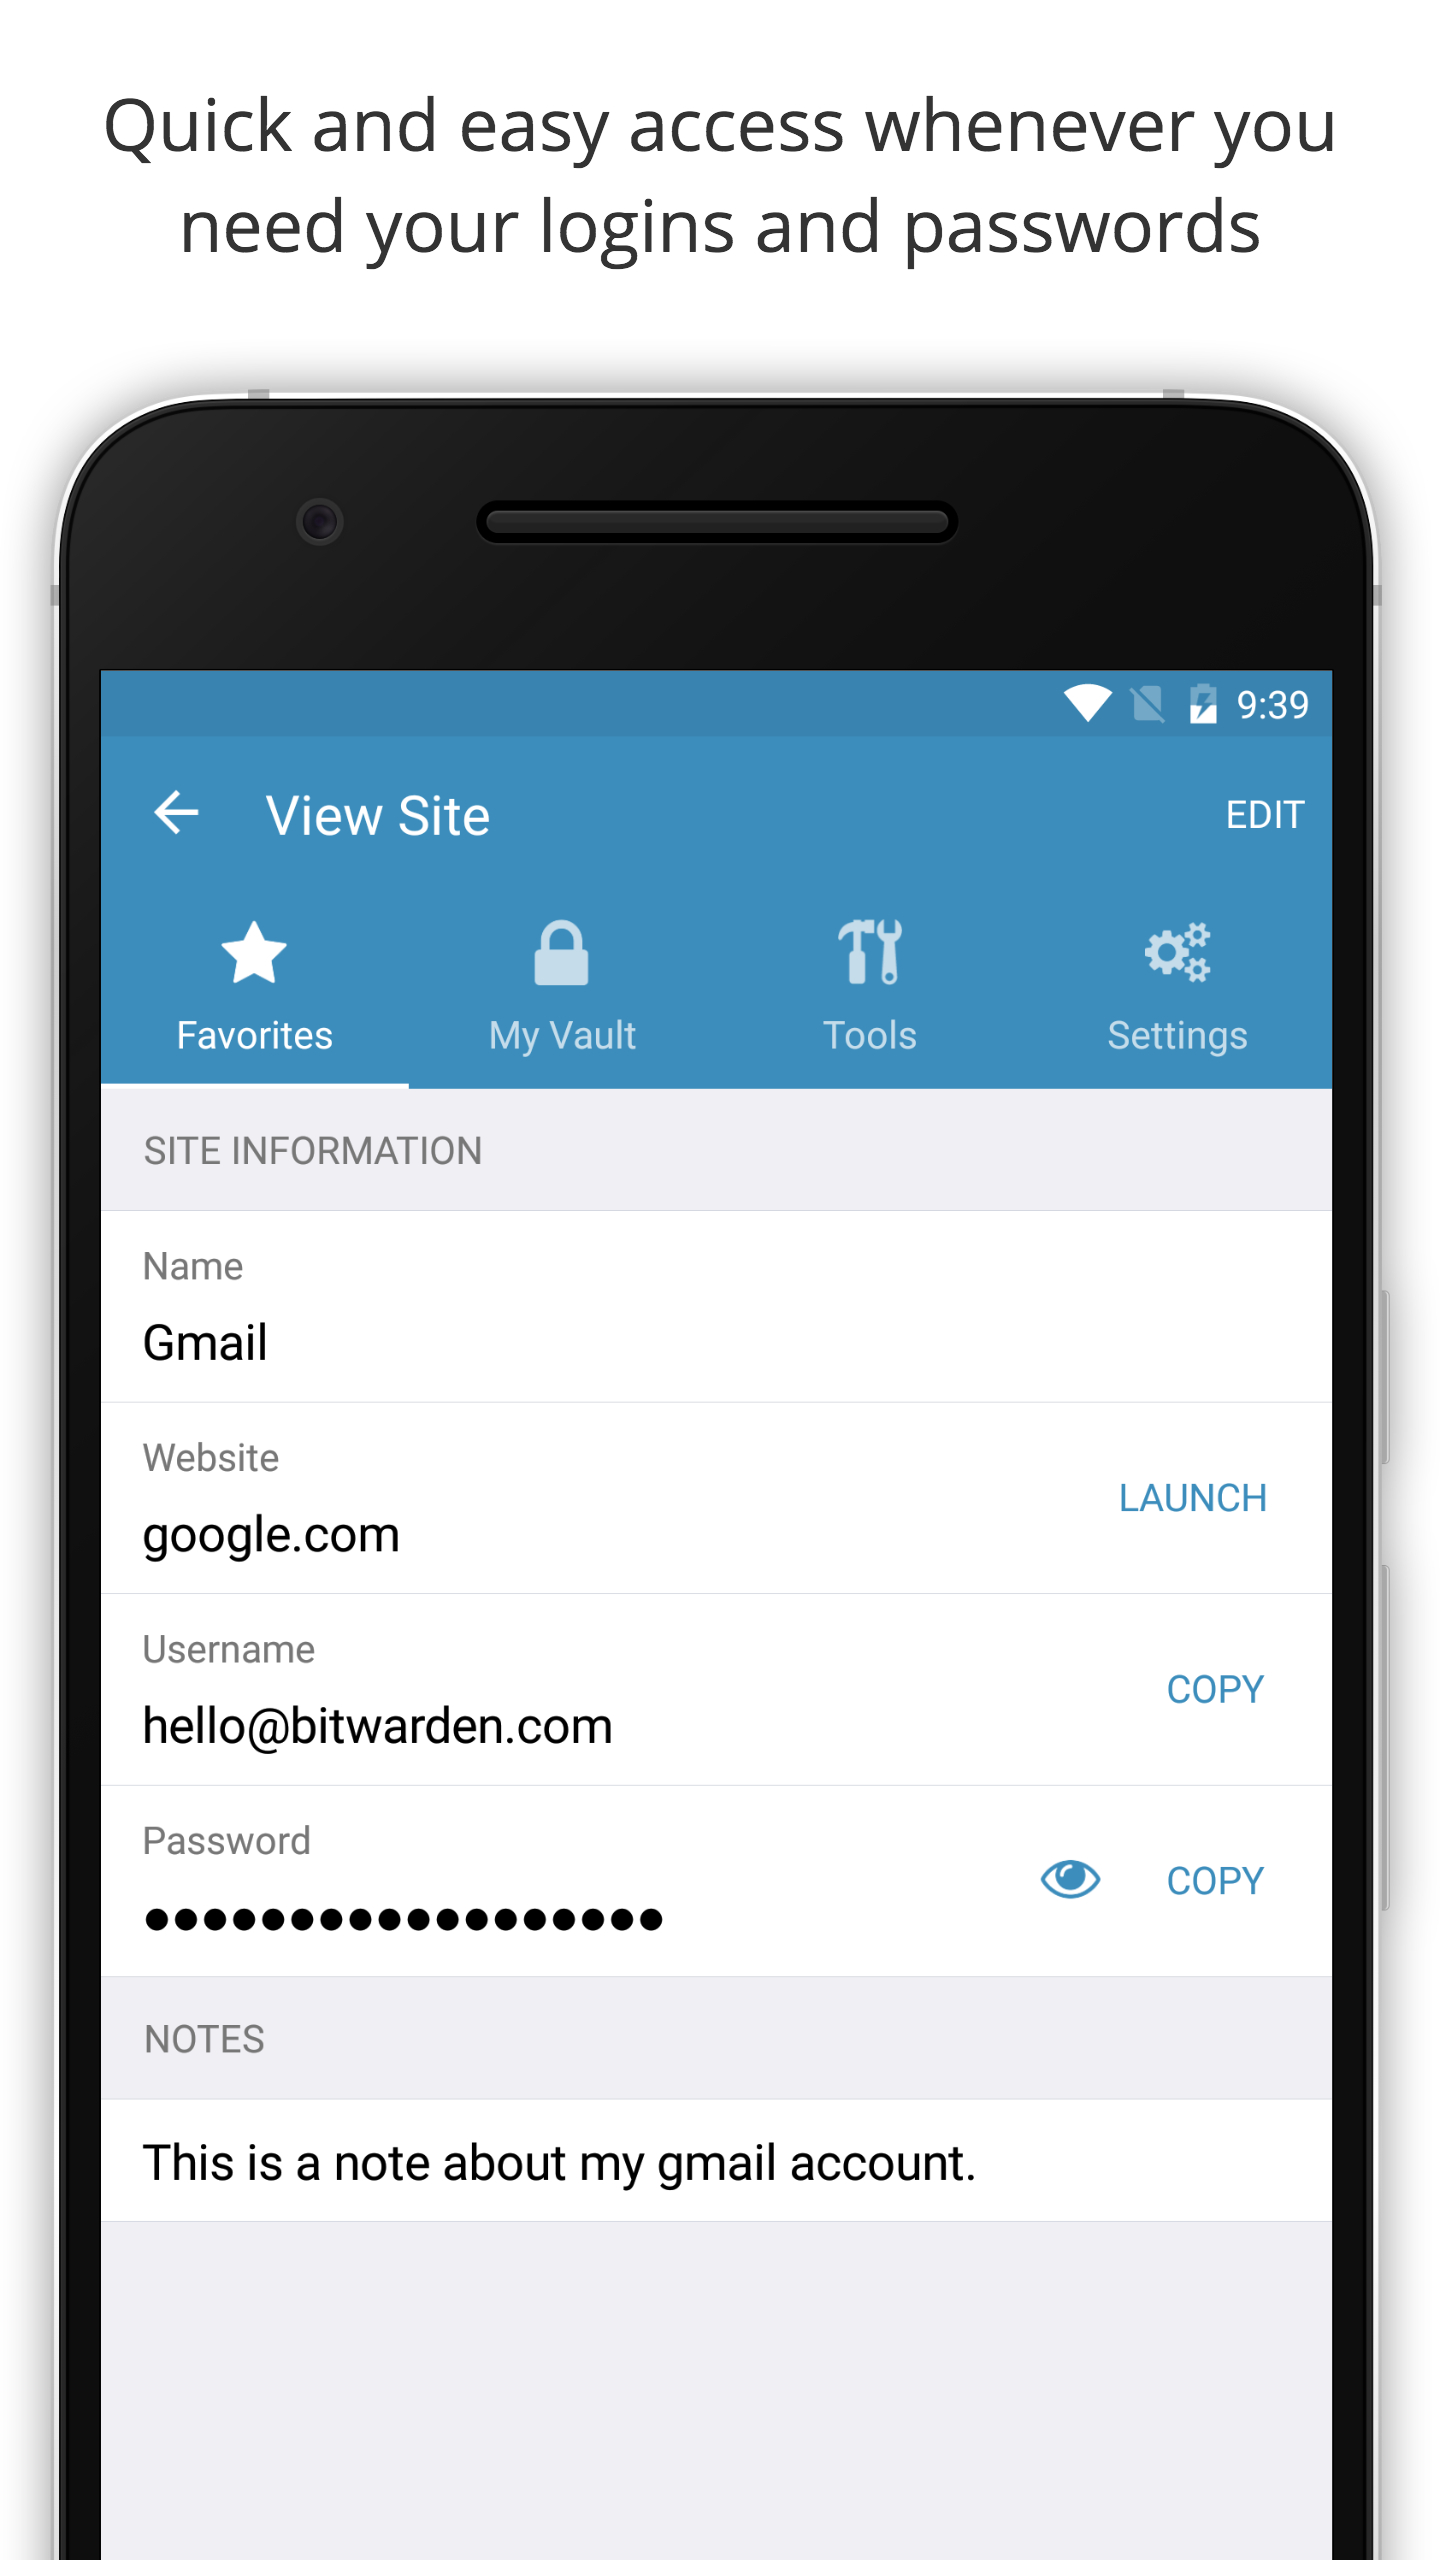 Quick and easy access whenever you
need your logins and passwords
9:39
View Site
EDIT
Favorites
My Vault
Tools
Settings
SITE INFORMATION
Name
Gmail
Website
google.com
LAUNCH
Username
hello@bitwarden.com
COPY
Password
●●●●●●●●●●●●●●●●●●
COPY
NOTES
This is a note about my gmail account.